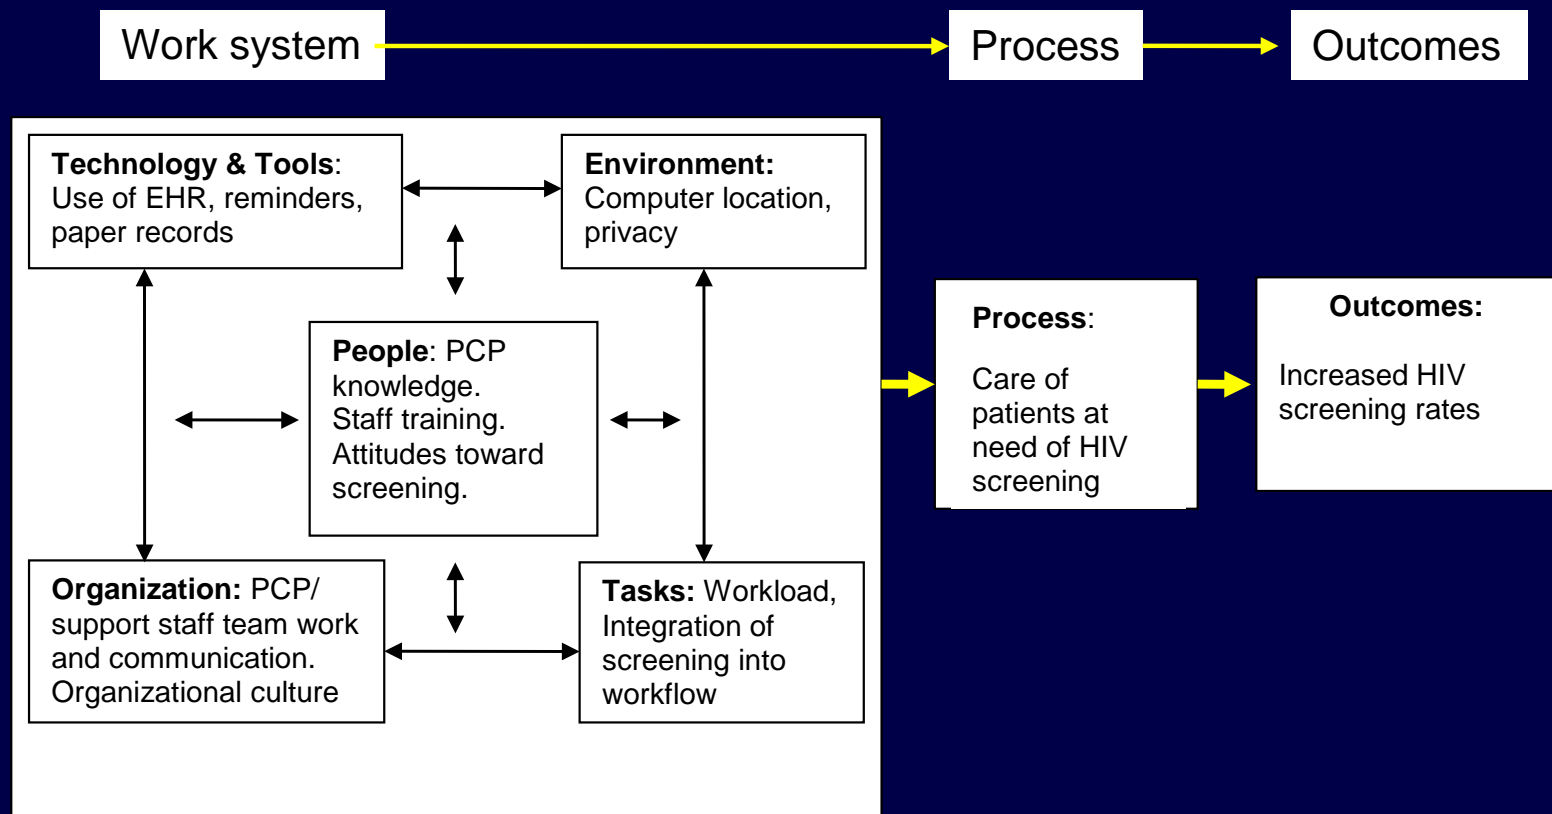 Work system
Process
Outcomes
Technology & Tools:
Use of EHR, reminders,
paper records
Environment:
Computer location,
privacy
People: PCP
knowledge.
Staff training.
Attitudes toward
screening.
Organization: PCP/
support staff team work
and communication.
Organizational culture
Tasks: Workload,
Integration of
screening into
workflow
Process:
Care of
patients at
need of HIV
screening
Outcomes:
Increased HIV
screening rates